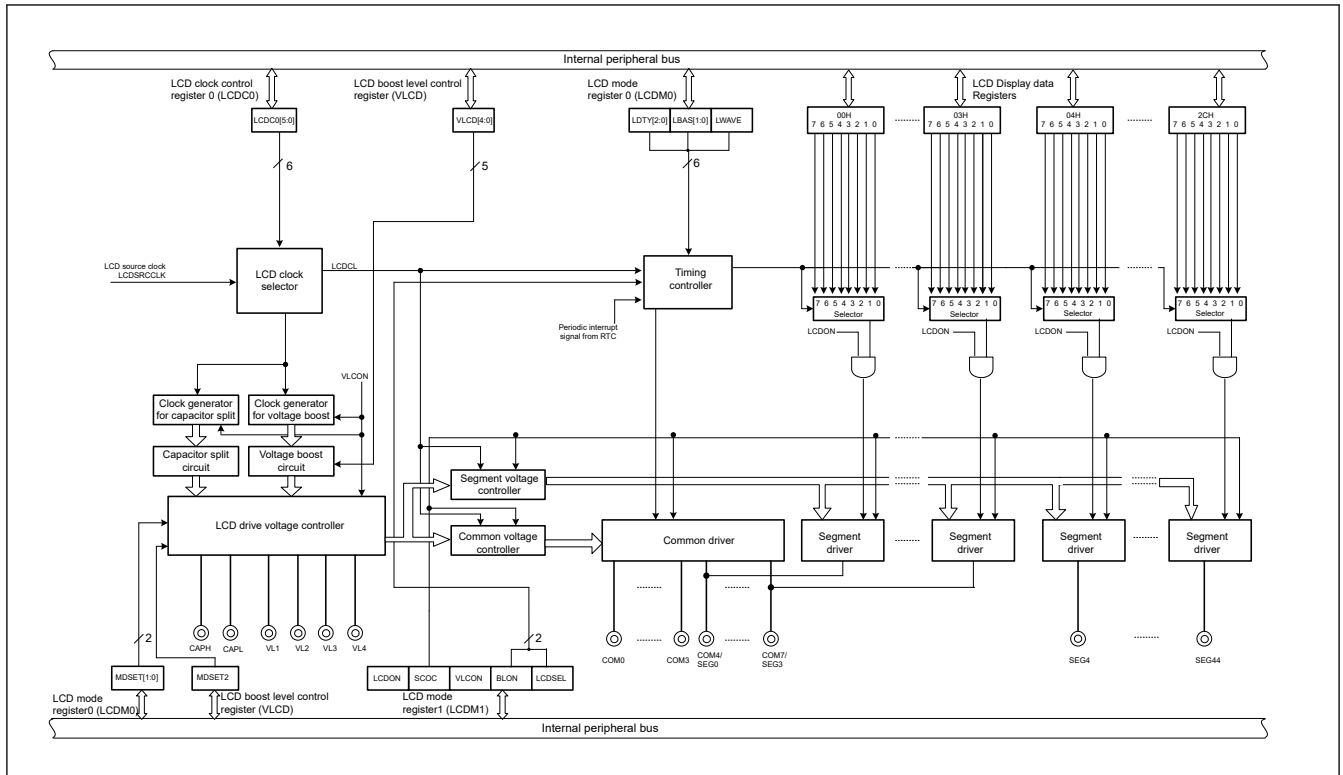 Internal peripheral bus
LCD clock control
register 0 (LCDC0)
LCD boost level control
register (VLCD)
LCD mode
register 0 (LCDM0)
LCD Display data
Registers
LCDC0[5:0]
VLCD[4:0]
LDTY[2:0] LBAS[1:0] LWAVE
00H
7 6 5 4 3 2 1 0
03H
7 6 5 4 3 2 1 0
04H
7 6 5 4 3 2 1 0
2CH
7 6 5 4 3 2 1 0
6
5
6
LCD source clock
LCDSRCCLK
LCD clock
selector
LCDCL
Timing
controller
Periodic interrupt
signal from RTC
7 6 5 4 3 2 1 0
Selector
7 6 5 4 3 2 1 0
Selector
7 6 5 4 3 2 1 0
Selector
7 6 5 4 3 2 1 0
Selector
LCDON
LCDON
LCDON
LCDON
VLCON
Clock generator
for capacitor split
Clock generator
for voltage boost
Capacitor split
circuit
Voltage boost
circuit
Segment voltage
controller
LCD drive voltage controller
Common voltage
controller
Common driver
Segment
driver
Segment
driver
Segment
driver
Segment
driver
2
2
CAPH CAPL VL1 VL2 VL3 VL4
COM0 COM3 COM4/
SEG0
COM7/
SEG3
SEG4 SEG44
MDSET[1:0]
MDSET2
LCDON SCOC VLCON BLON LCDSEL
LCD mode
register0 (LCDM0)
LCD boost level control
register (VLCD)
LCD mode
register1 (LCDM1)
Internal peripheral bus